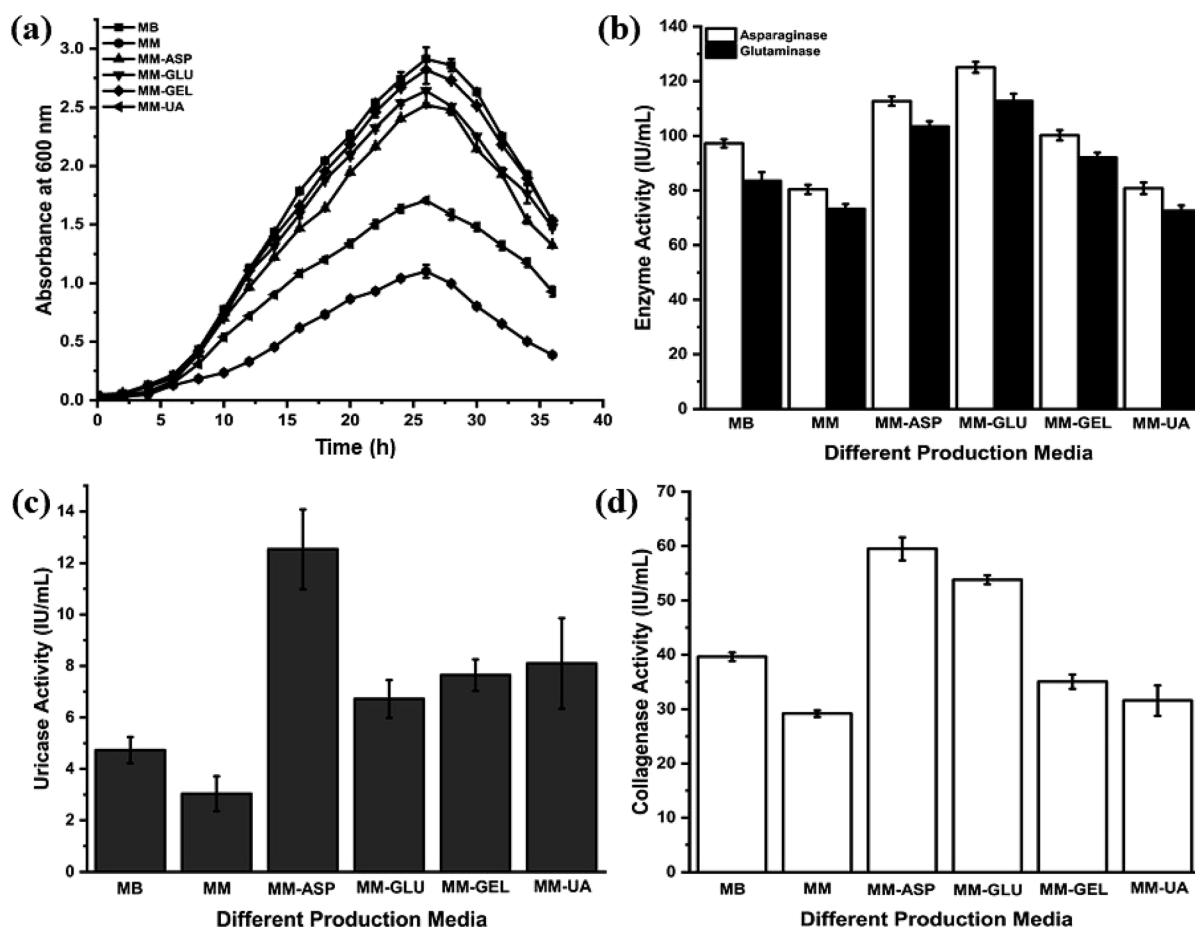 (a)
MB
MM
MM-ASP
MM-GLU
MM-GEL
MM-UA
3.0
2.5
2.0
1.5
1.0
0.5
0.0
Absorbance at 600 nm
0 5 10 15 20 25 30 35 40
Time (h)
(b)
Asparaginase
Glutaminase
140
120
100
80
60
40
20
0
Enzyme Activity (IU/mL)
MB MM MM-ASP MM-GLU MM-GEL MM-UA
Different Production Media
(c)
14
12
10
8
6
4
2
0
Uricase Activity (IU/mL)
MB MM MM-ASP MM-GLU MM-GEL MM-UA
Different Production Media
(d)
70
60
50
40
30
20
10
0
Collagenase Activity (IU/mL)
MB MM MM-ASP MM-GLU MM-GEL MM-UA
Different Production Media